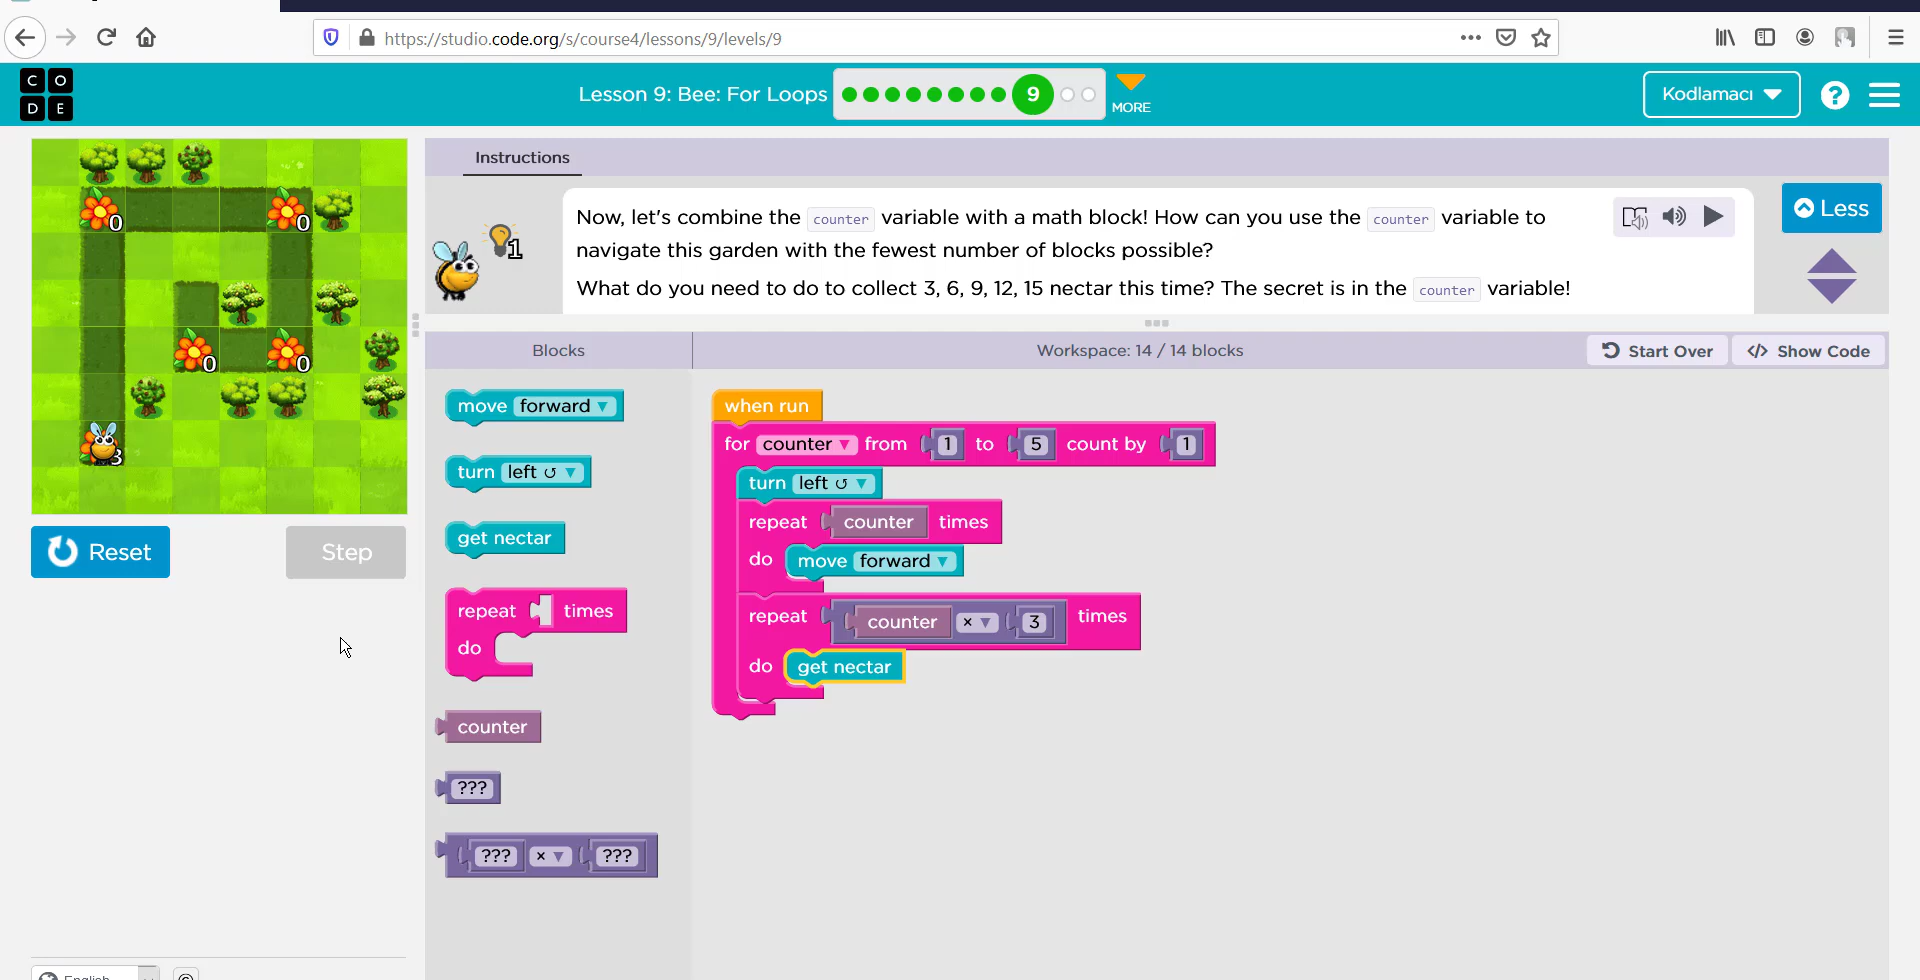 https://studio.code.org/s/course4/lessons/9/levels/9
C O
D E
Lesson 9: Bee: For Loops
9
MORE
Kodlamacı
?
Instructions
Now, let's combine the counter variable with a math block! How can you use the counter variable to
navigate this garden with the fewest number of blocks possible?
What do you need to do to collect 3, 6, 9, 12, 15 nectar this time? The secret is in the counter variable!
1
Less
0
0
0
0
3
Reset
Step
Blocks
Workspace: 14 / 14 blocks
Start Over
</> Show Code
move forward
turn left ↺
get nectar
repeat times
do
counter
???
??? × ???
when run
for counter from 1 to 5 count by 1
turn left ↺
repeat counter times
do move forward
repeat counter × 3 times
do get nectar
English